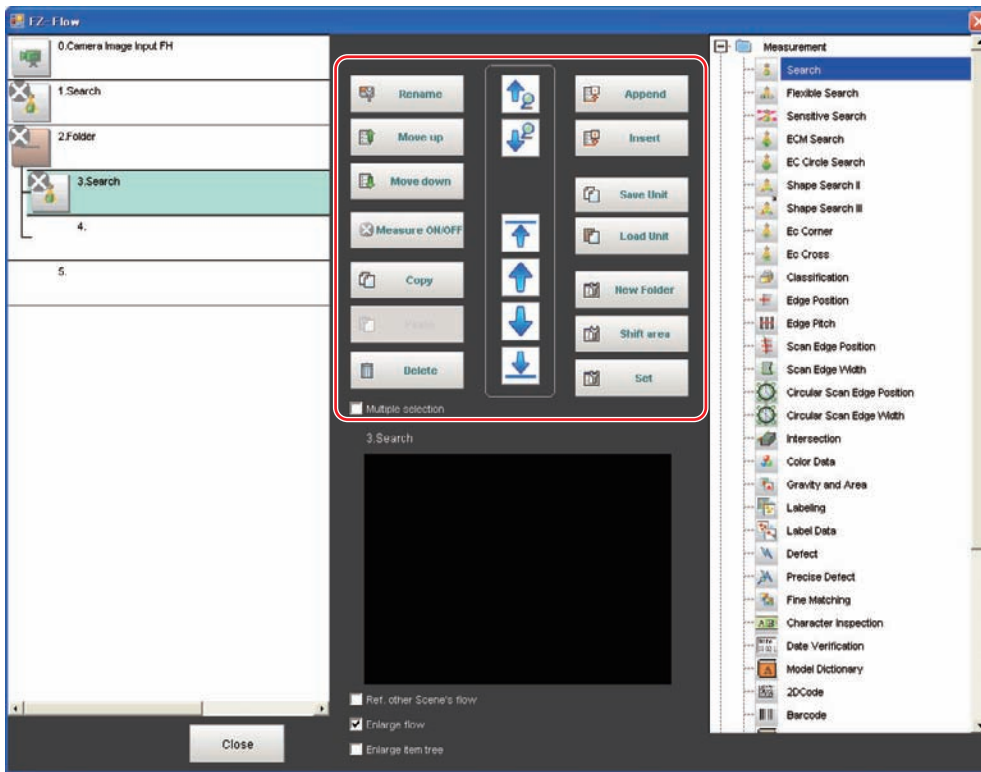 FZ-Flow
0.Camera Image Input FH
1.Search
2.Folder
3.Search
4.
5.
Close
Rename
Move up
Move down
Measure ON/OFF
Copy
Paste
Delete
Multiple selection
Append
Insert
Save Unit
Load Unit
New Folder
Shift area
Set
3.Search
Ref. other Scene's flow
Enlarge flow
Enlarge item tree
Measurement
Search
Flexible Search
Sensitive Search
ECM Search
EC Circle Search
Shape Search II
Shape Search III
Ec Corner
Ec Cross
Classification
Edge Position
Edge Pitch
Scan Edge Position
Scan Edge Width
Circular Scan Edge Position
Circular Scan Edge Width
Intersection
Color Data
Gravity and Area
Labeling
Label Data
Defect
Precise Defect
Fine Matching
Character Inspection
Date Verification
Model Dictionary
2DCode
Barcode